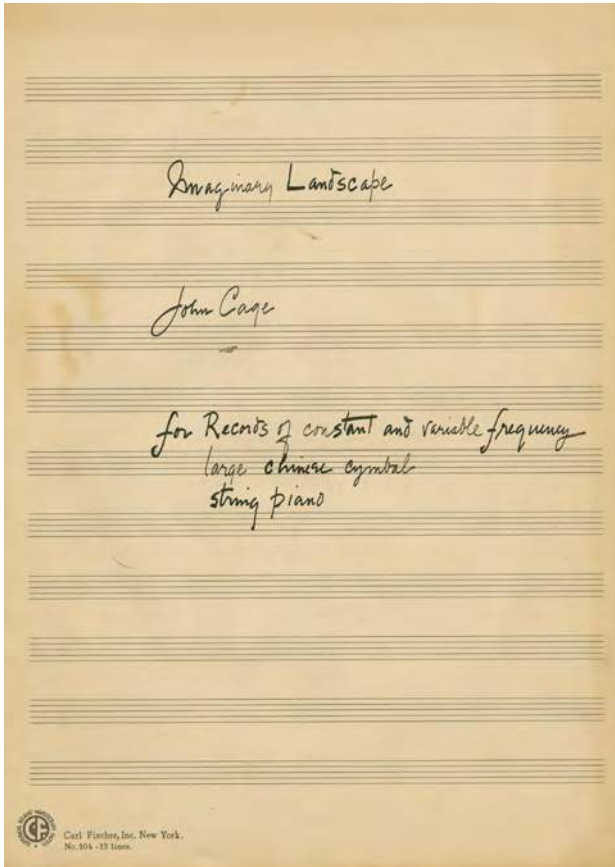 Imaginary Landscape
John Cage
for Records of constant and variable frequency
large chinese cymbal
string piano
CF
Carl Fischer, Inc. New York.
No. 104 - 12 lines.